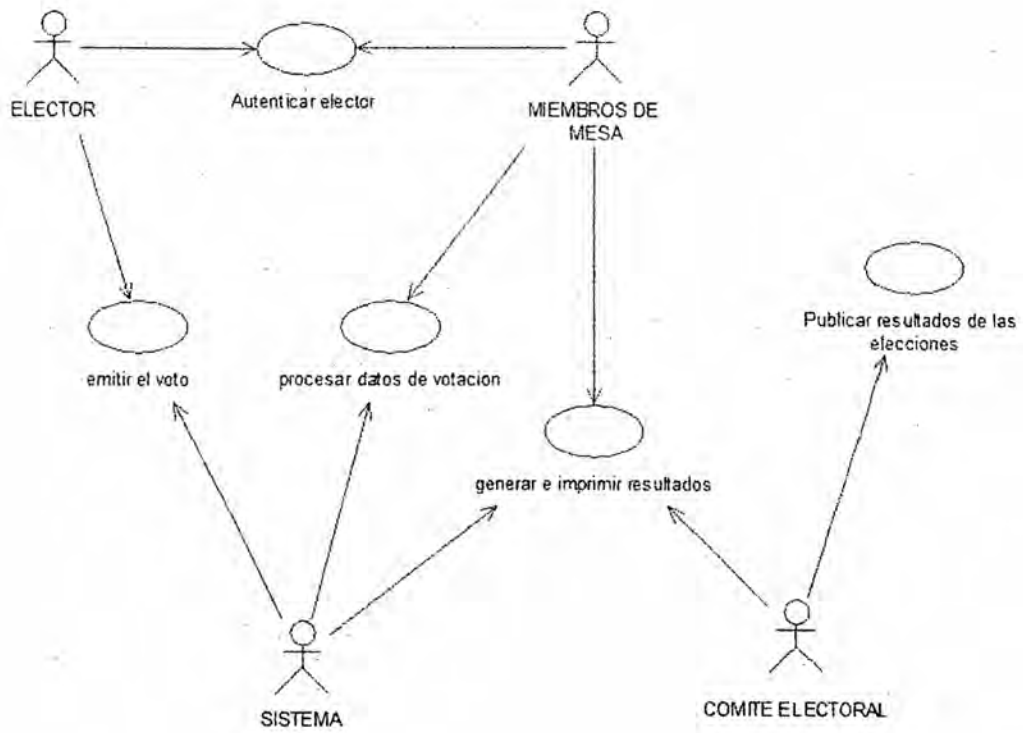 ELECTOR
Autenticar elector
MIEMBROS DE
MESA
Publicar resultados de las
elecciones
emitir el voto
procesar datos de votacion
generar e imprimir resultados
SISTEMA
COMITE ELECTORAL